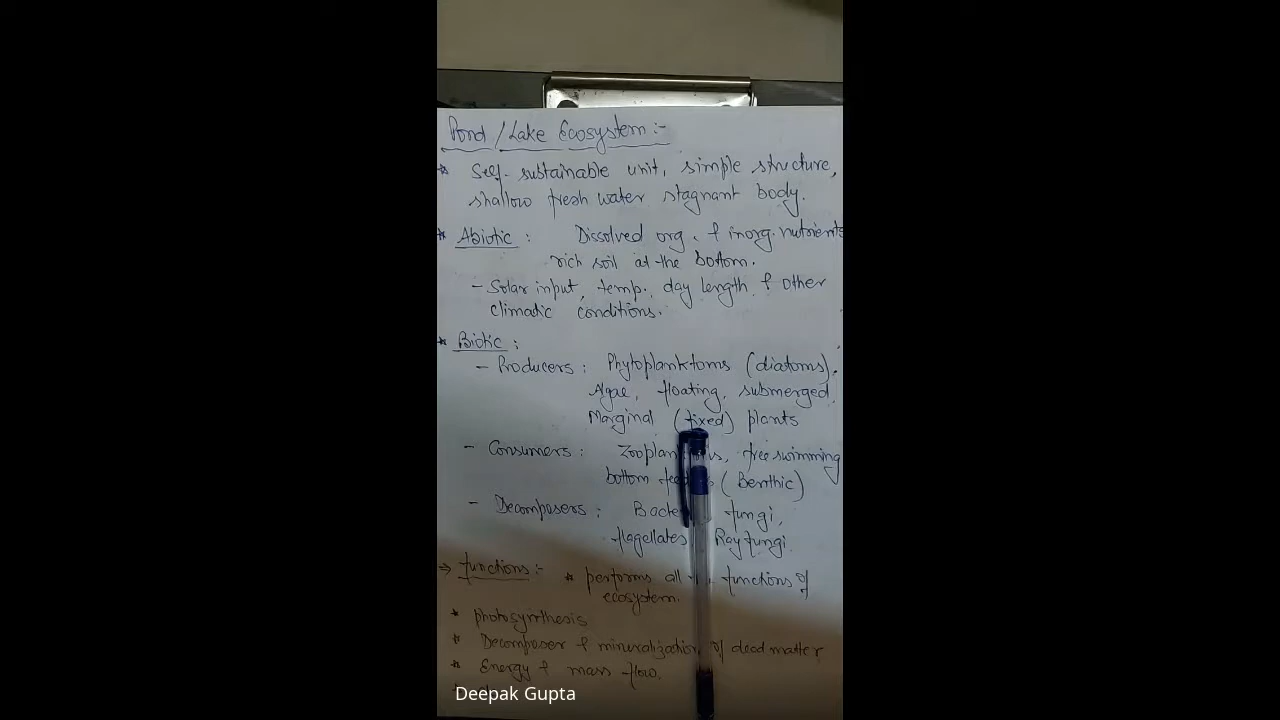 Pond / Lake Ecosystem :-
* Self-sustainable unit, simple structure,
shallow fresh water stagnant body.
* Abiotic : Dissolved org. & inorg. nutrients
rich soil at the bottom.
- Solar input, temp., day length & other
climatic conditions.
* Biotic :
- Producers : Phytoplanktoms (diatoms),
Algae, floating, submerged
Marginal (fixed) plants
- Consumers : free swimming
bottom (Benthic)
- Decomposers : fungi,
flagellates Ray fungi
⇒ functions :- * performs all functions of
ecosystem.
* photosynthesis
* Decomposer & mineralization of dead matter
* Energy & mass flow.
Deepak Gupta